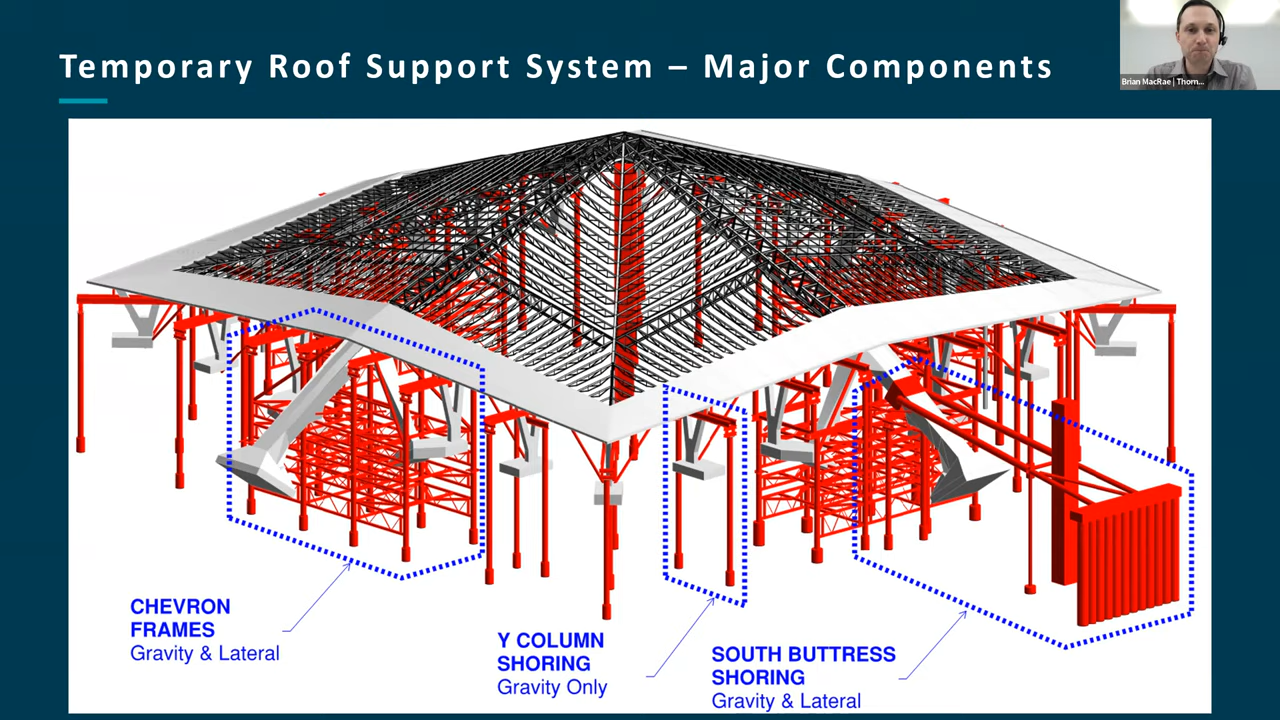 Temporary Roof Support System – Major Components
Brian MacRae | Thorn...
CHEVRON
FRAMES
Gravity & Lateral
Y COLUMN
SHORING
Gravity Only
SOUTH BUTTRESS
SHORING
Gravity & Lateral